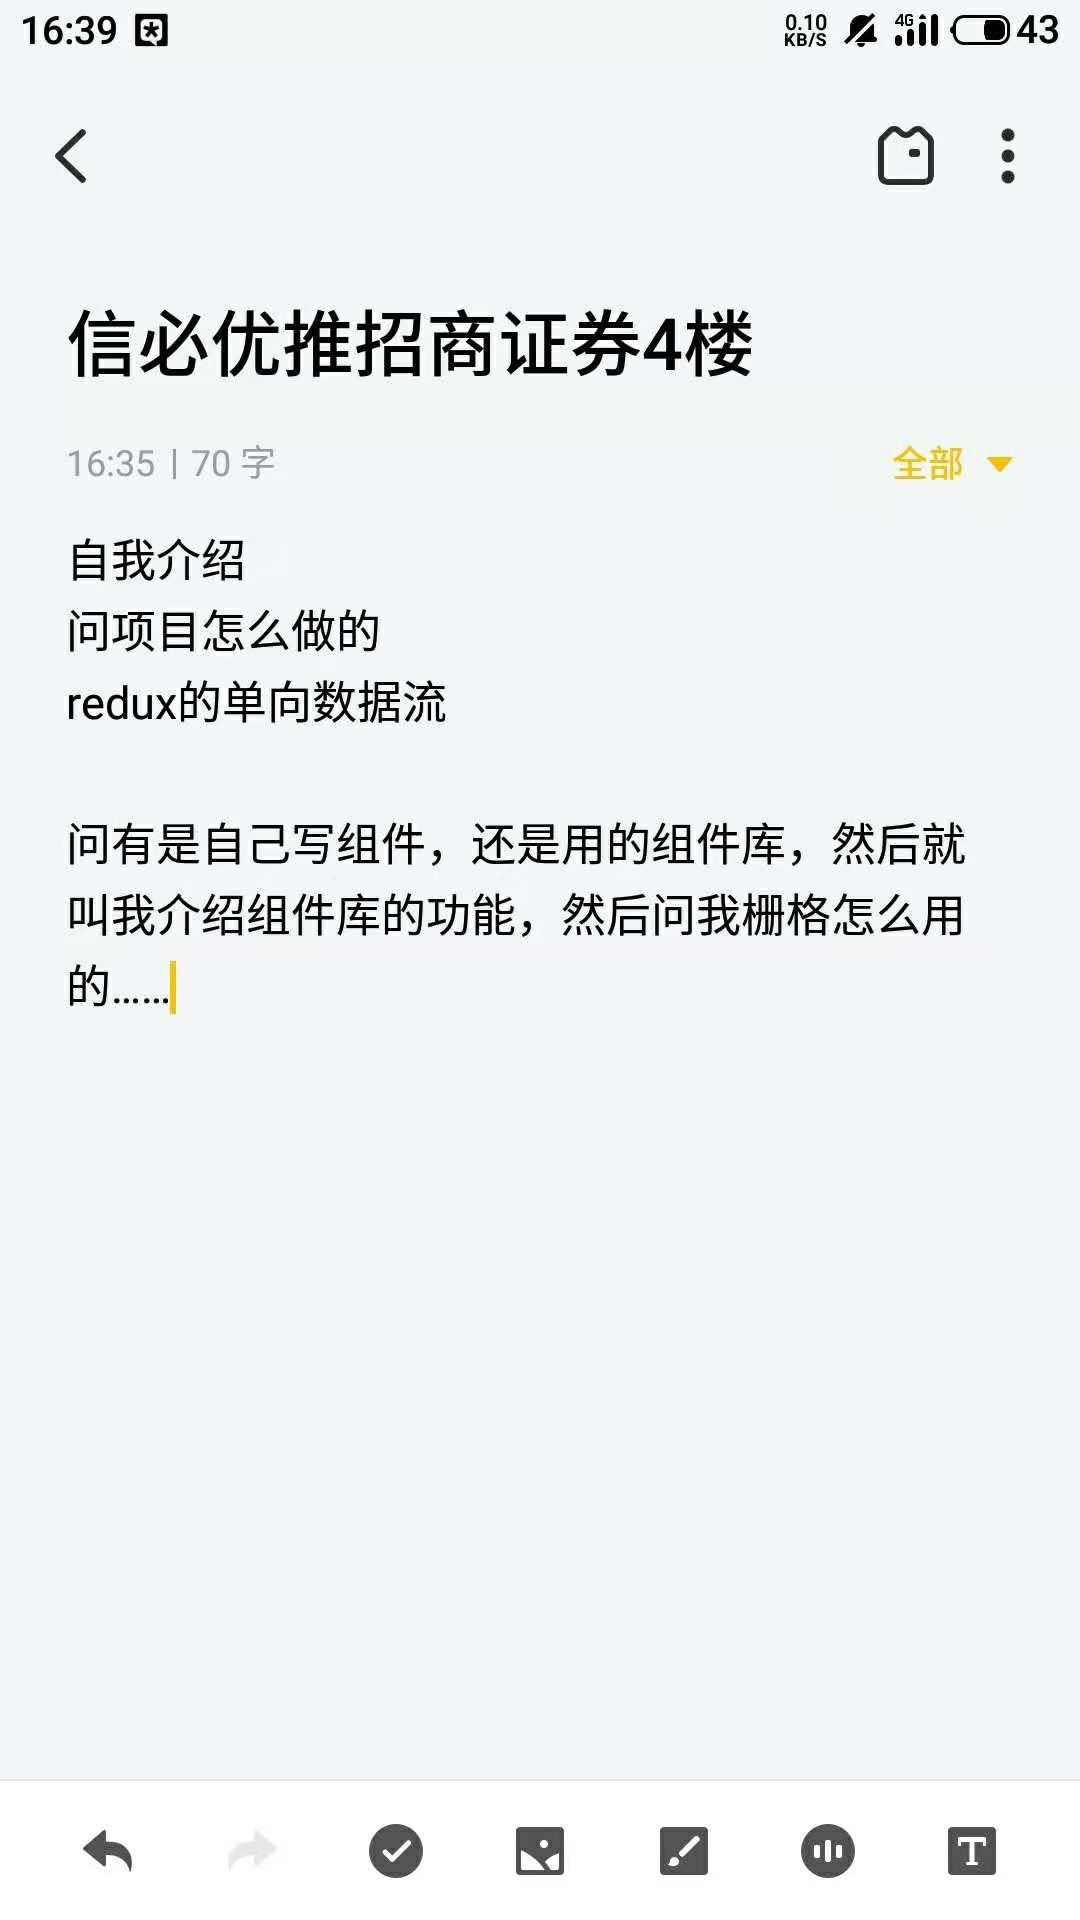 16:39
0.10
KB/S
4G
43
信必优推招商证券4楼
16:35 | 70 字
全部
自我介绍
问项目怎么做的
redux的单向数据流
问有是自己写组件，还是用的组件库，然后就
叫我介绍组件库的功能，然后问我栅格怎么用
的……
T